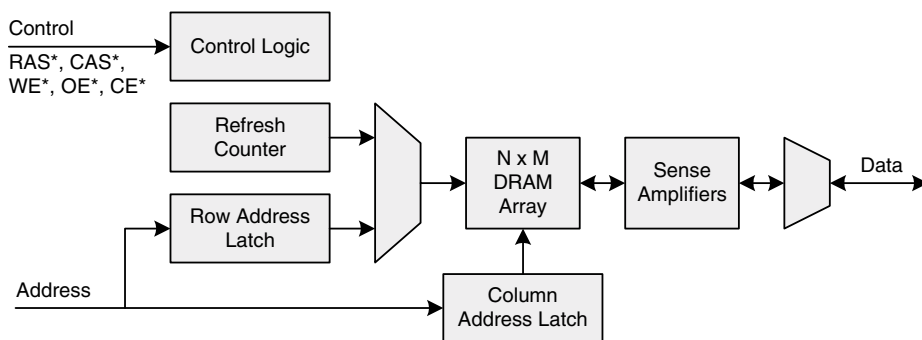 Control
RAS*, CAS*,
WE*, OE*, CE*
Control Logic
Refresh
Counter
Row Address
Latch
Address
N x M
DRAM
Array
Column
Address Latch
Sense
Amplifiers
Data